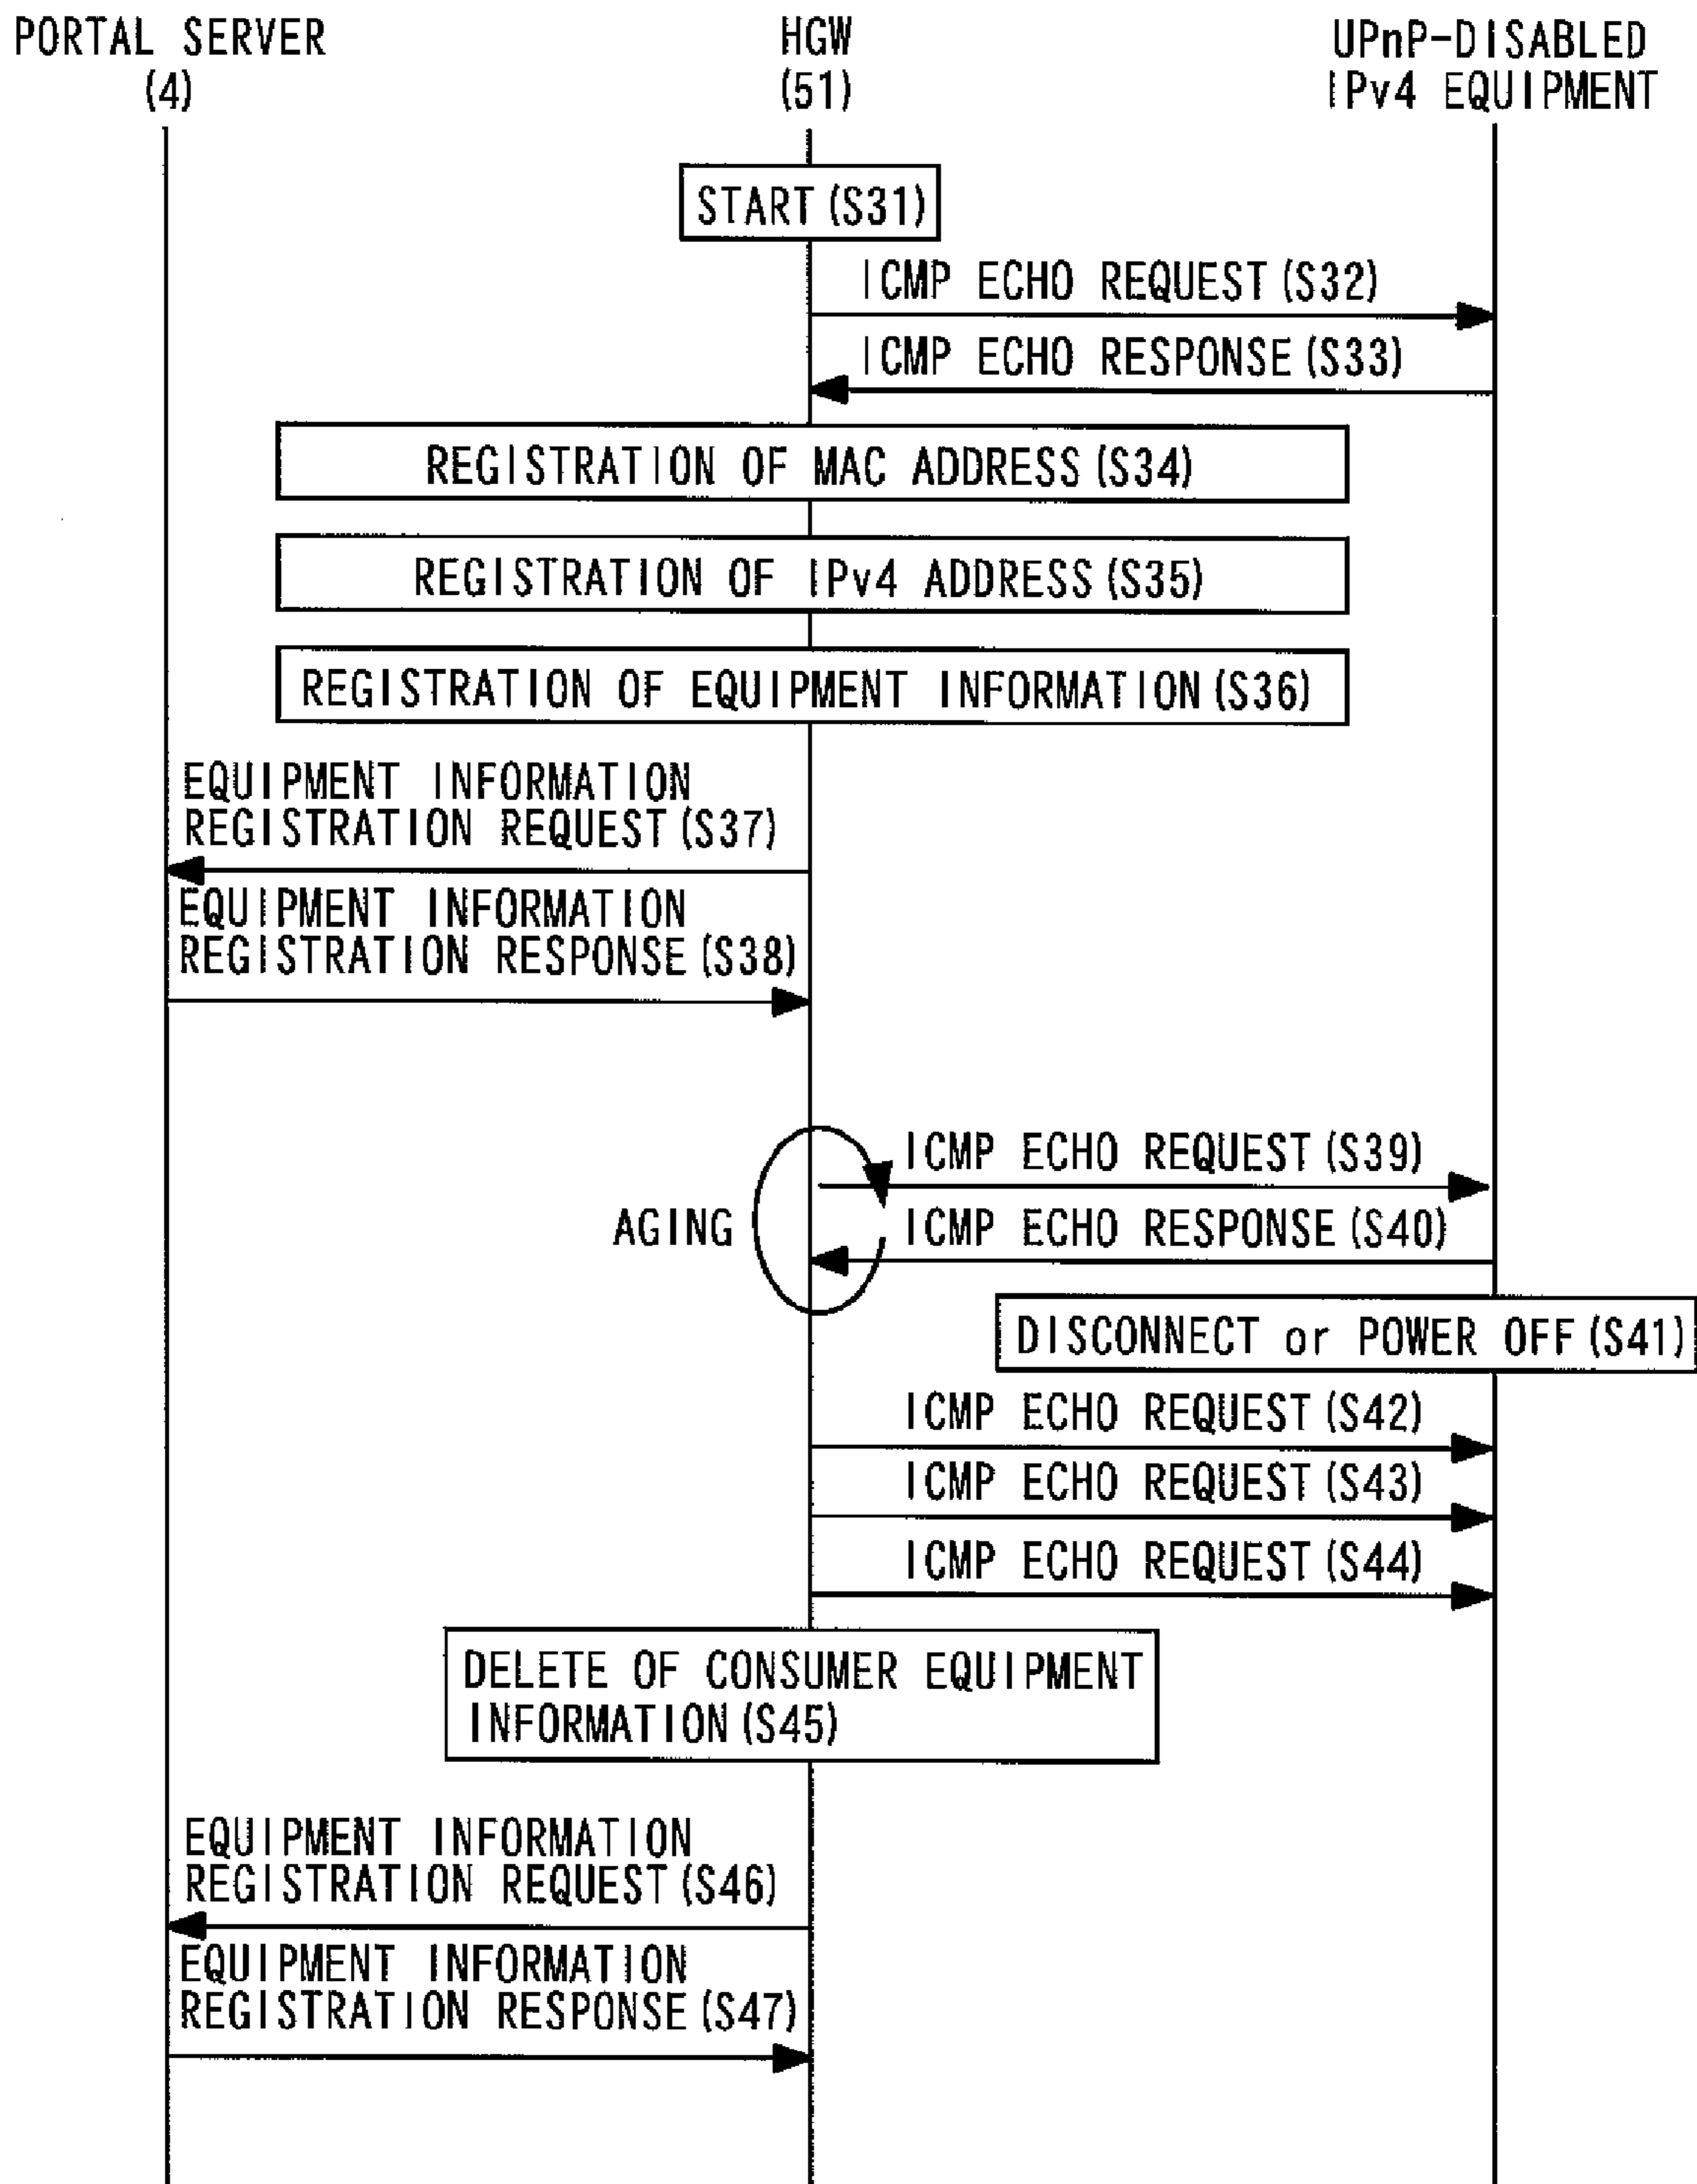 PORTAL SERVER
(4)
HGW
(51)
UPnP-DISABLED
IPv4 EQUIPMENT
START(S31)
ICMP ECHO REQUEST(S32)
ICMP ECHO RESPONSE(S33)
REGISTRATION OF MAC ADDRESS(S34)
REGISTRATION OF IPv4 ADDRESS(S35)
REGISTRATION OF EQUIPMENT INFORMATION(S36)
EQUIPMENT INFORMATION
REGISTRATION REQUEST(S37)
EQUIPMENT INFORMATION
REGISTRATION RESPONSE(S38)
ICMP ECHO REQUEST(S39)
AGING
ICMP ECHO RESPONSE(S40)
DISCONNECT or POWER OFF(S41)
ICMP ECHO REQUEST(S42)
ICMP ECHO REQUEST(S43)
ICMP ECHO REQUEST(S44)
DELETE OF CONSUMER EQUIPMENT
INFORMATION(S45)
EQUIPMENT INFORMATION
REGISTRATION REQUEST(S46)
EQUIPMENT INFORMATION
REGISTRATION RESPONSE(S47)